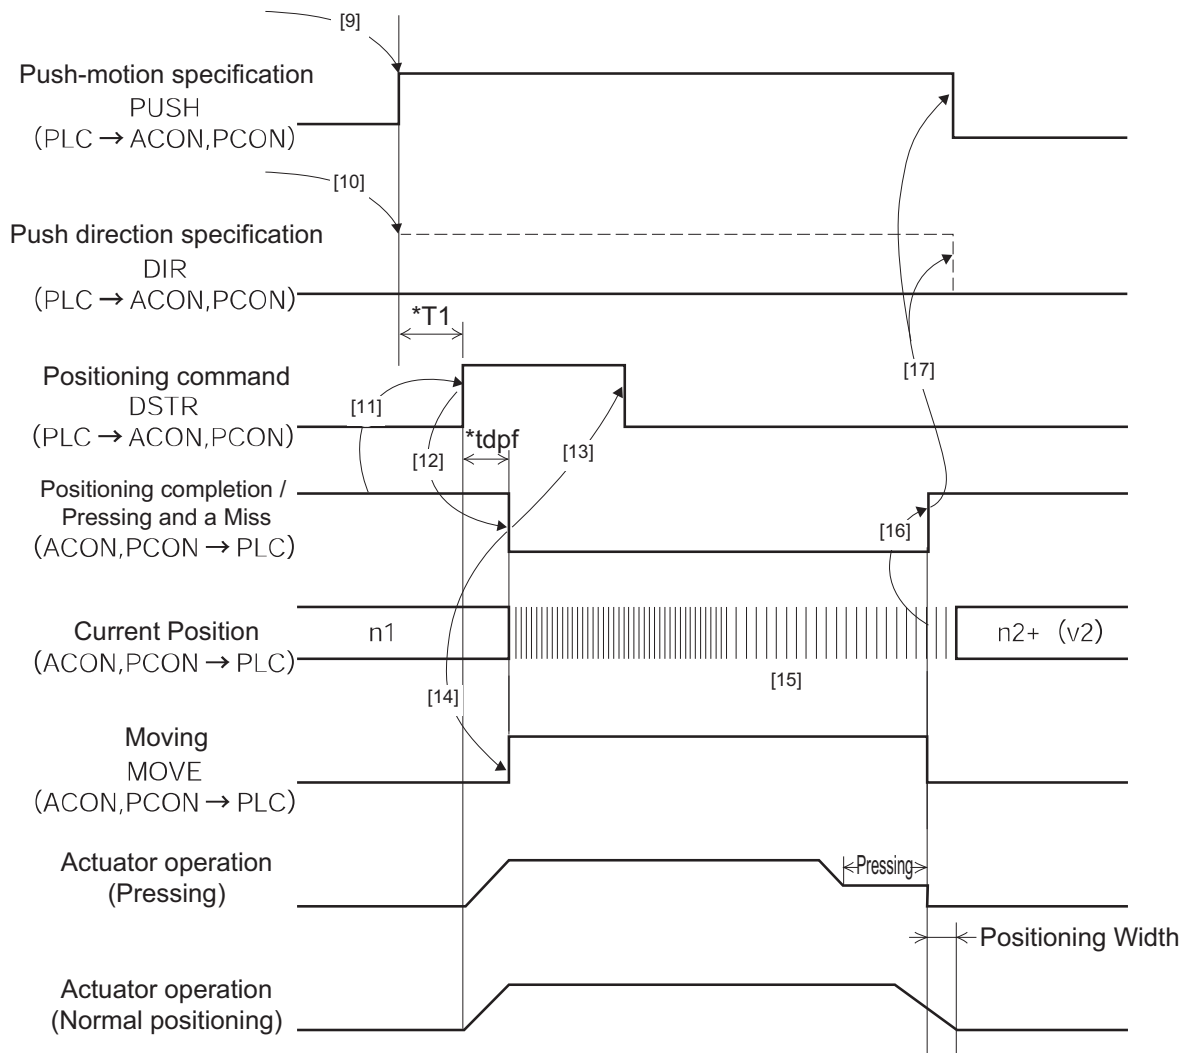 [9]
Push-motion specification
PUSH
(PLC → ACON,PCON)
[10]
Push direction specification
DIR
(PLC → ACON,PCON)
*T1
Positioning command
DSTR
(PLC → ACON,PCON)
[11]
[12]
*tdpf
[13]
[17]
Positioning completion /
Pressing and a Miss
(ACON,PCON → PLC)
[16]
Current Position
(ACON,PCON → PLC)
n1
n2+ (v2)
[15]
[14]
Moving
MOVE
(ACON,PCON → PLC)
Actuator operation
(Pressing)
Pressing
Positioning Width
Actuator operation
(Normal positioning)